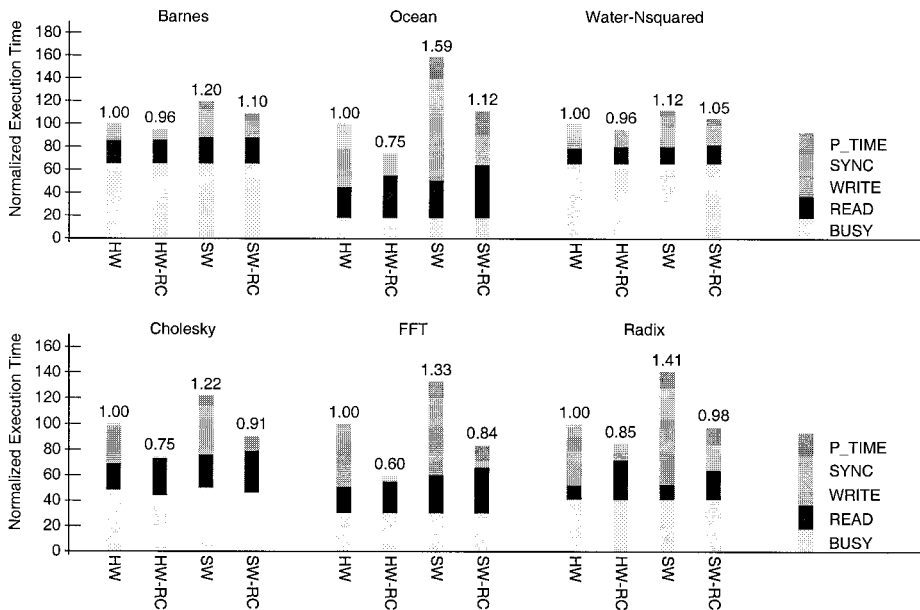 Barnes
Ocean
Water-Nsquared
Normalized Execution Time
180
160
140
120
100
80
60
40
20
0
1.00
0.96
1.20
1.10
1.00
0.75
1.59
1.12
1.00
0.96
1.12
1.05
HW
HW-RC
SW
SW-RC
HW
HW-RC
SW
SW-RC
HW
HW-RC
SW
SW-RC
P_TIME
SYNC
WRITE
READ
BUSY
Cholesky
FFT
Radix
Normalized Execution Time
160
140
120
100
80
60
40
20
0
1.00
0.75
1.22
0.91
1.00
0.60
1.33
0.84
1.00
0.85
1.41
0.98
HW
HW-RC
SW
SW-RC
HW
HW-RC
SW
SW-RC
HW
HW-RC
SW
SW-RC
P_TIME
SYNC
WRITE
READ
BUSY